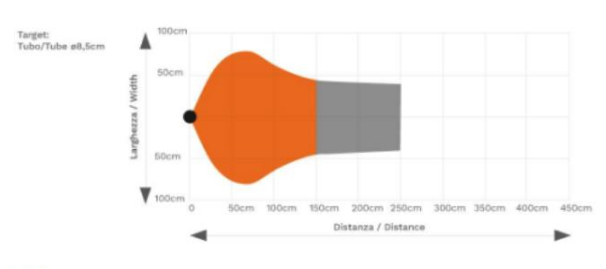 Target:
Tubo/Tube ø8,5cm
100cm
50cm
50cm
100cm
Larghezza / Width
0 50cm 100cm 150cm 200cm 250cm 300cm 350cm 400cm 450cm
Distanza / Distance